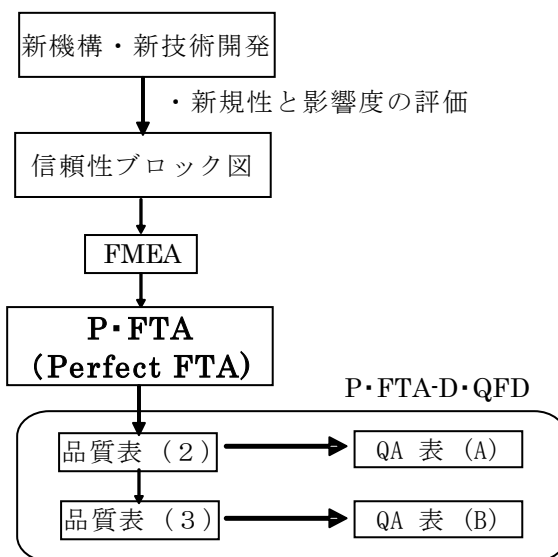 新機構・新技術開発
・新規性と影響度の評価
信頼性ブロック図
FMEA
P・FTA
(Perfect FTA)
P・FTA-D・QFD
品質表（２） QA 表 (A)
品質表（３） QA 表 (B)